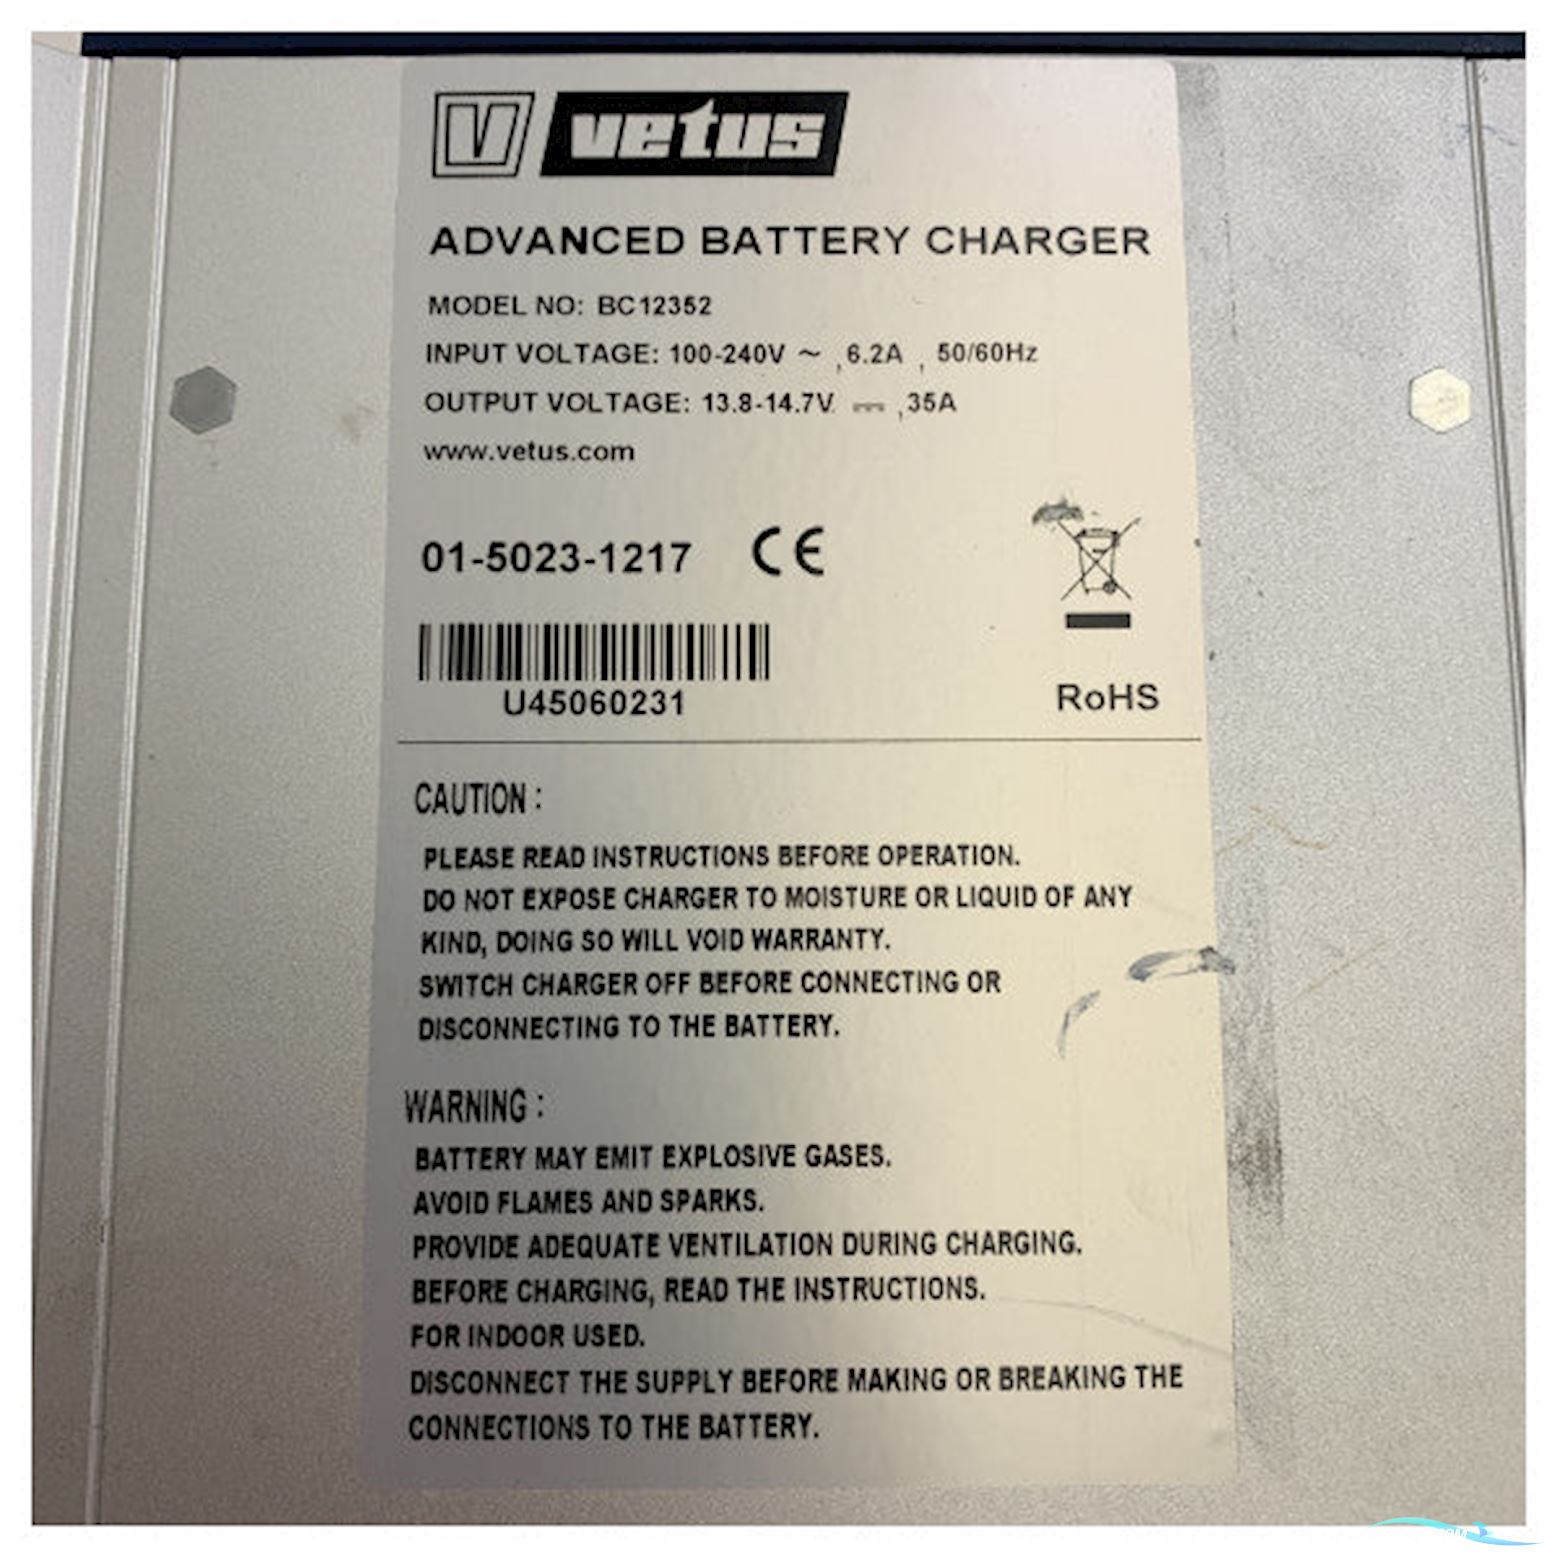 V vetus
ADVANCED BATTERY CHARGER
MODEL NO: BC12352
INPUT VOLTAGE: 100-240V ~ ,6.2A , 50/60Hz
OUTPUT VOLTAGE: 13.8-14.7V ⎓ ,35A
www.vetus.com
01-5023-1217 CE
U45060231
RoHS
CAUTION :
PLEASE READ INSTRUCTIONS BEFORE OPERATION.
DO NOT EXPOSE CHARGER TO MOISTURE OR LIQUID OF ANY
KIND, DOING SO WILL VOID WARRANTY.
SWITCH CHARGER OFF BEFORE CONNECTING OR
DISCONNECTING TO THE BATTERY.
WARNING :
BATTERY MAY EMIT EXPLOSIVE GASES.
AVOID FLAMES AND SPARKS.
PROVIDE ADEQUATE VENTILATION DURING CHARGING.
BEFORE CHARGING, READ THE INSTRUCTIONS.
FOR INDOOR USED.
DISCONNECT THE SUPPLY BEFORE MAKING OR BREAKING THE
CONNECTIONS TO THE BATTERY.